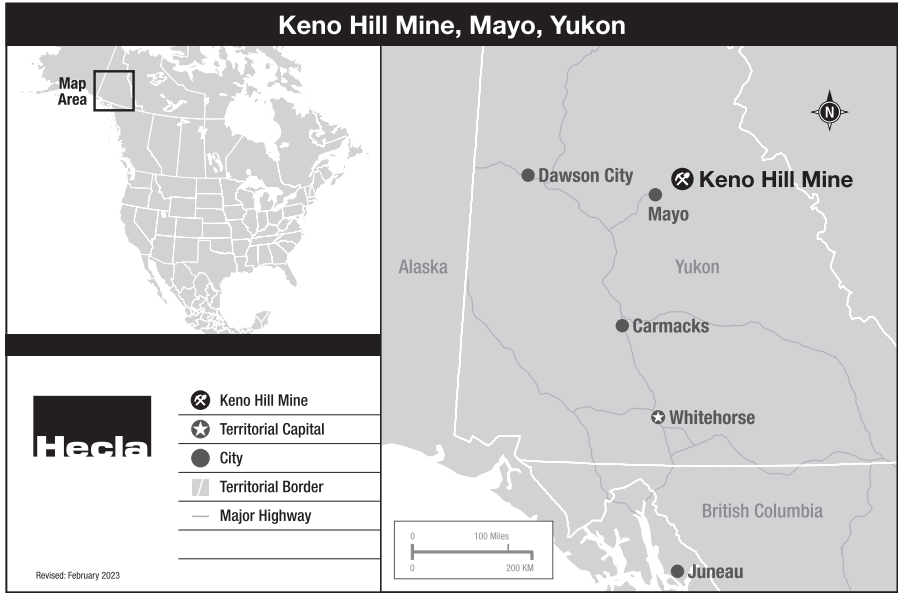 Keno Hill Mine, Mayo, Yukon
Map
Area
N
Dawson City
Keno Hill Mine
Mayo
Alaska
Yukon
Carmacks
Whitehorse
British Columbia
Juneau
0
100 Miles
0
200 KM
Hecla
Keno Hill Mine
Territorial Capital
City
Territorial Border
Major Highway
Revised: February 2023